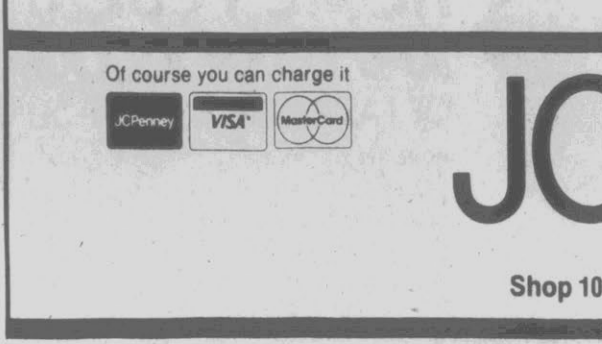 Of course you can charge it
JCPenney VISA MasterCard
JC
Shop 10